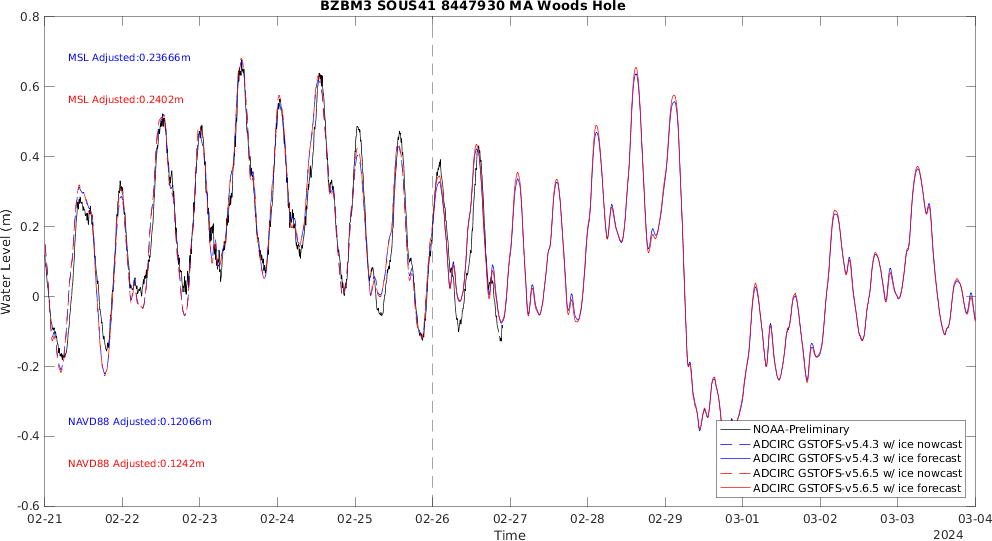 BZBM3 SOUS41 8447930 MA Woods Hole
0.8
MSL Adjusted:0.23666m
0.6
MSL Adjusted:0.2402m
0.4
0.2
Water Level (m)
0
-0.2
NAVD88 Adjusted:0.12066m
-0.4
NAVD88 Adjusted:0.1242m
-0.6
NOAA-Preliminary
ADCIRC GSTOFS-v5.4.3 w/ ice nowcast
ADCIRC GSTOFS-v5.4.3 w/ ice forecast
ADCIRC GSTOFS-v5.6.5 w/ ice nowcast
ADCIRC GSTOFS-v5.6.5 w/ ice forecast
02-21 02-22 02-23 02-24 02-25 02-26 02-27 02-28 02-29 03-01 03-02 03-03 03-04
Time
2024